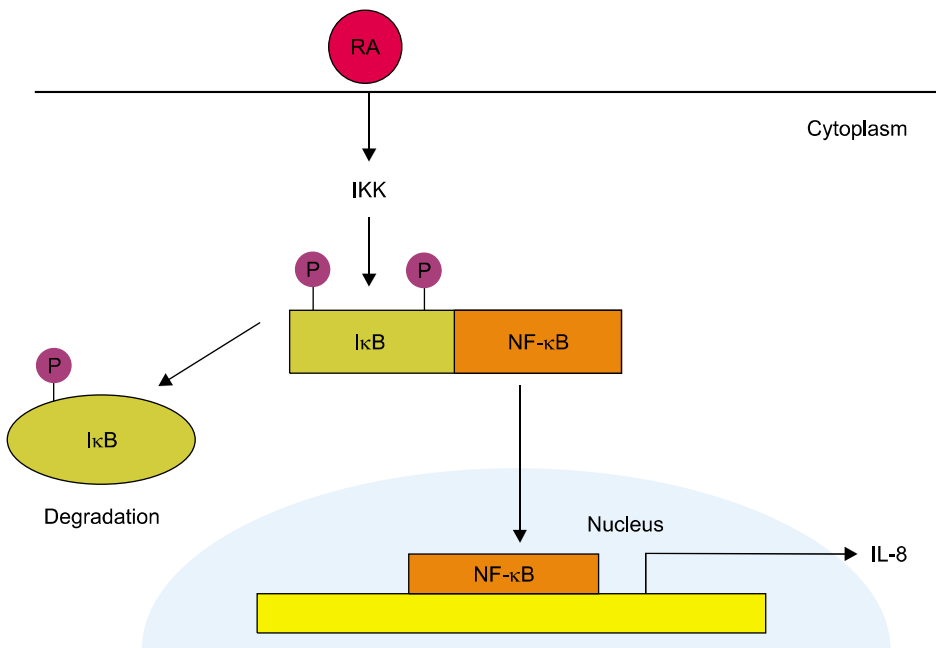 RA
Cytoplasm
IKK
P
P
IκB
NF-κB
P
IκB
Degradation
Nucleus
IL-8
NF-κB